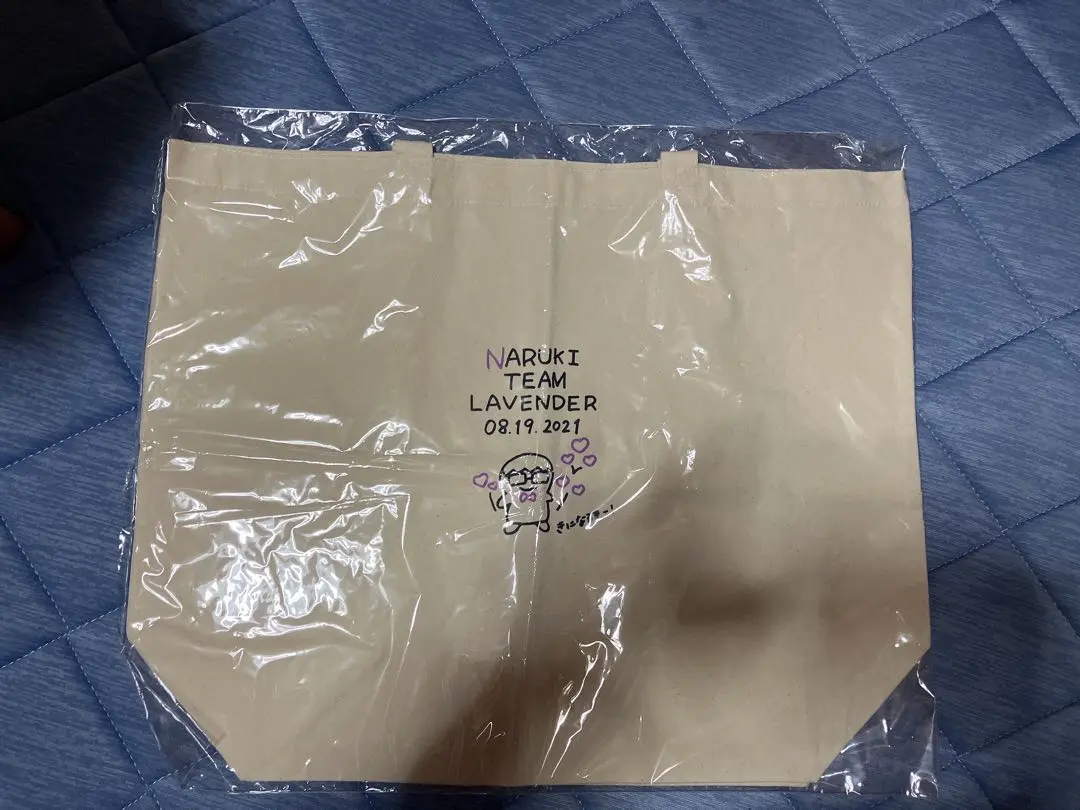 NARUKI
TEAM
LAVENDER
08.19.2021